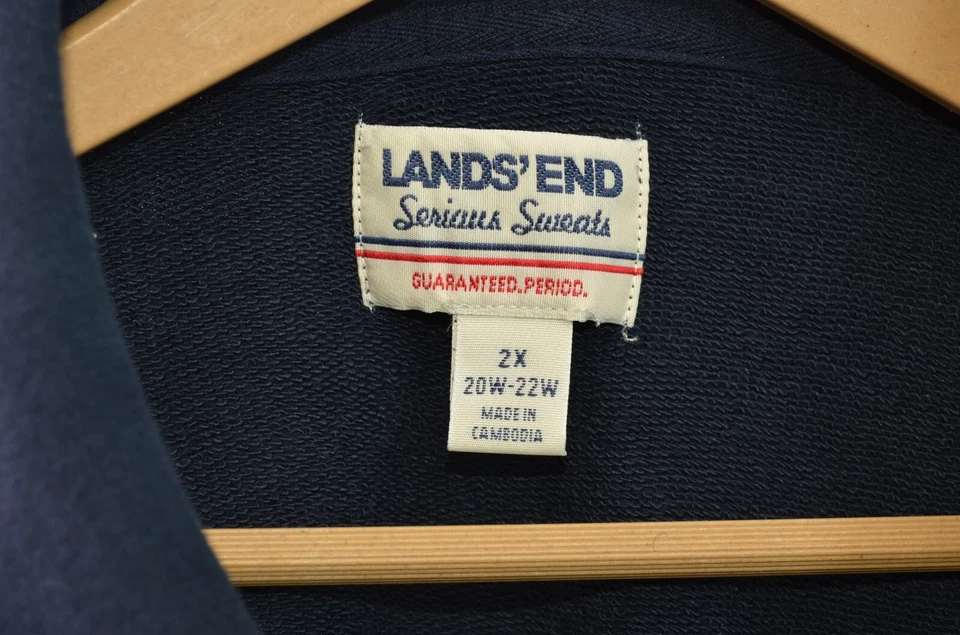 LANDS' END
Serious Sweats
GUARANTEED.PERIOD.
2X
20W-22W
MADE IN
CAMBODIA